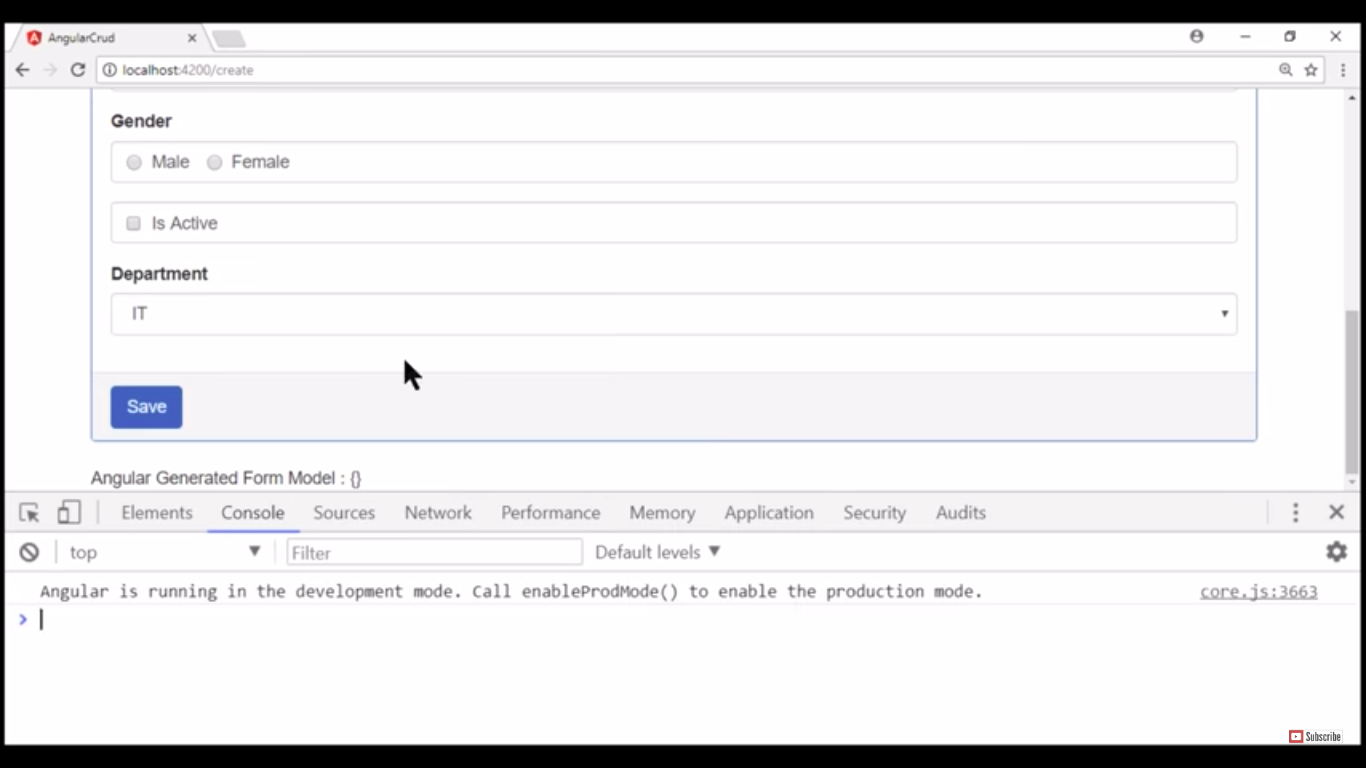 AngularCrud
localhost:4200/create
Gender
Male Female
Is Active
Department
IT
Save
Angular Generated Form Model : {}
Elements Console Sources Network Performance Memory Application Security Audits
top Filter Default levels
Angular is running in the development mode. Call enableProdMode() to enable the production mode. core.js:3663
Subscribe